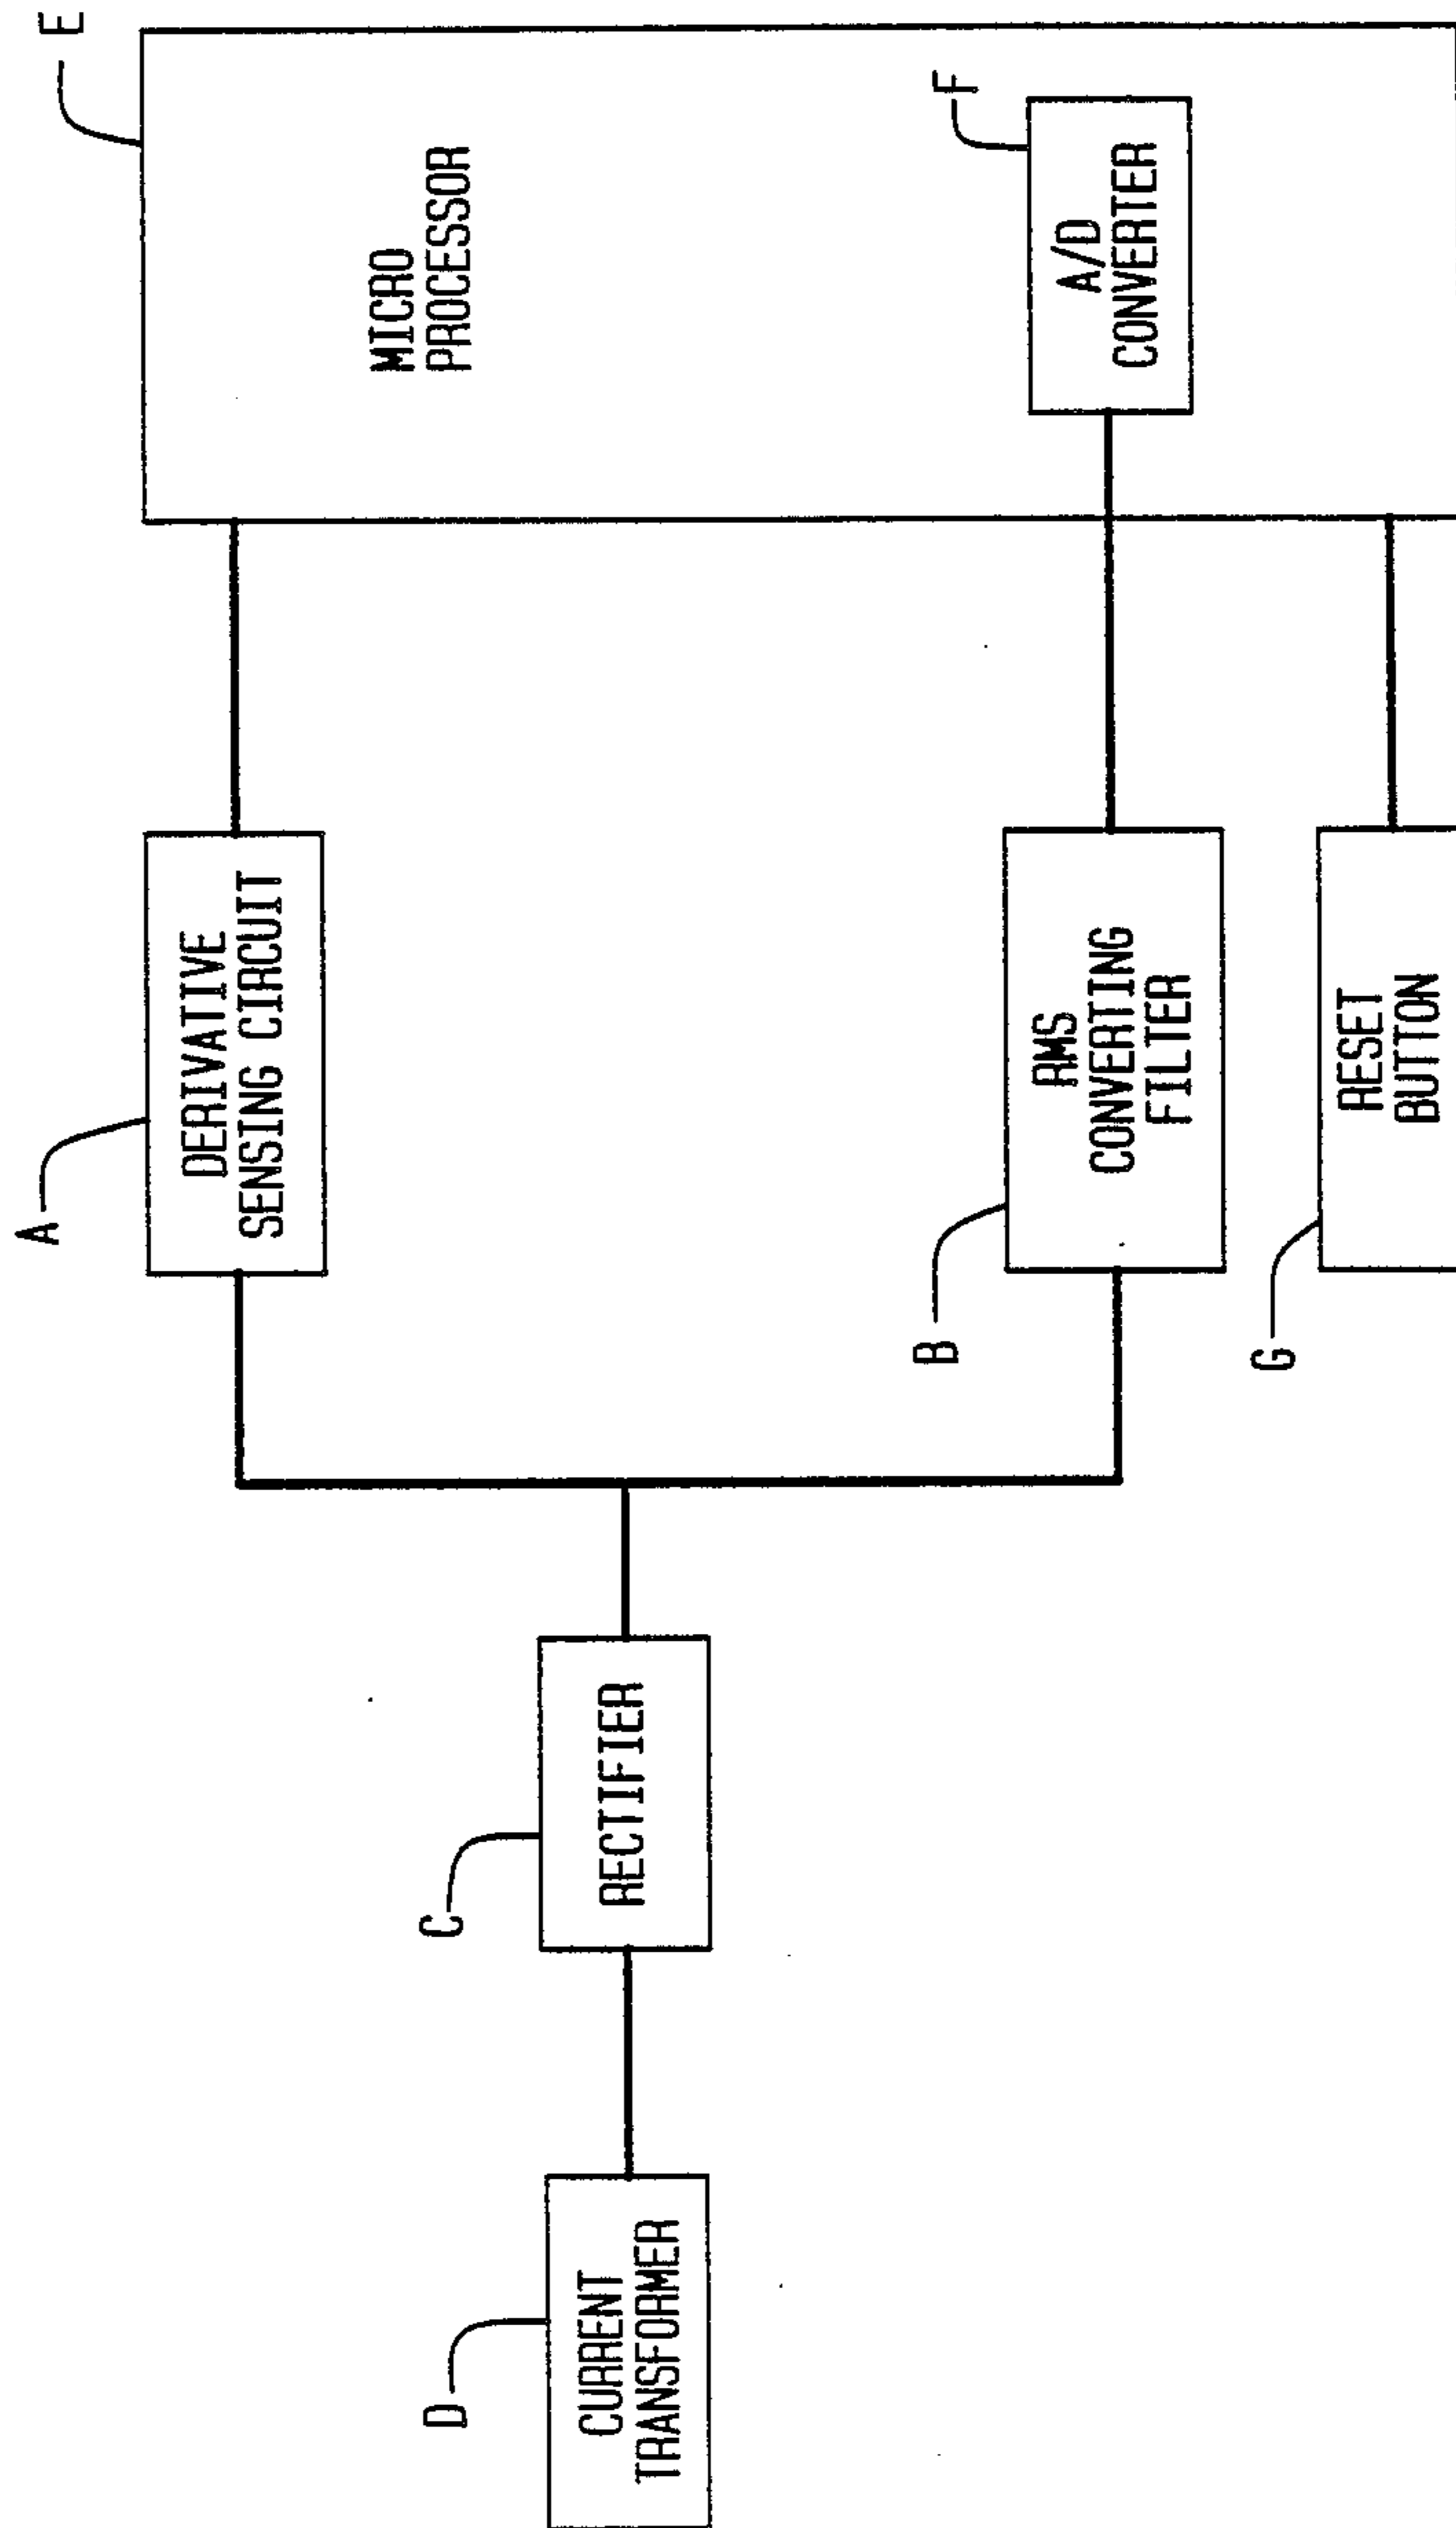 D
CURRENT
TRANSFORMER
C
RECTIFIER
A
DERIVATIVE
SENSING CIRCUIT
B
RMS
CONVERTING
FILTER
G
RESET
BUTTON
E
MICRO
PROCESSOR
F
A/D
CONVERTER